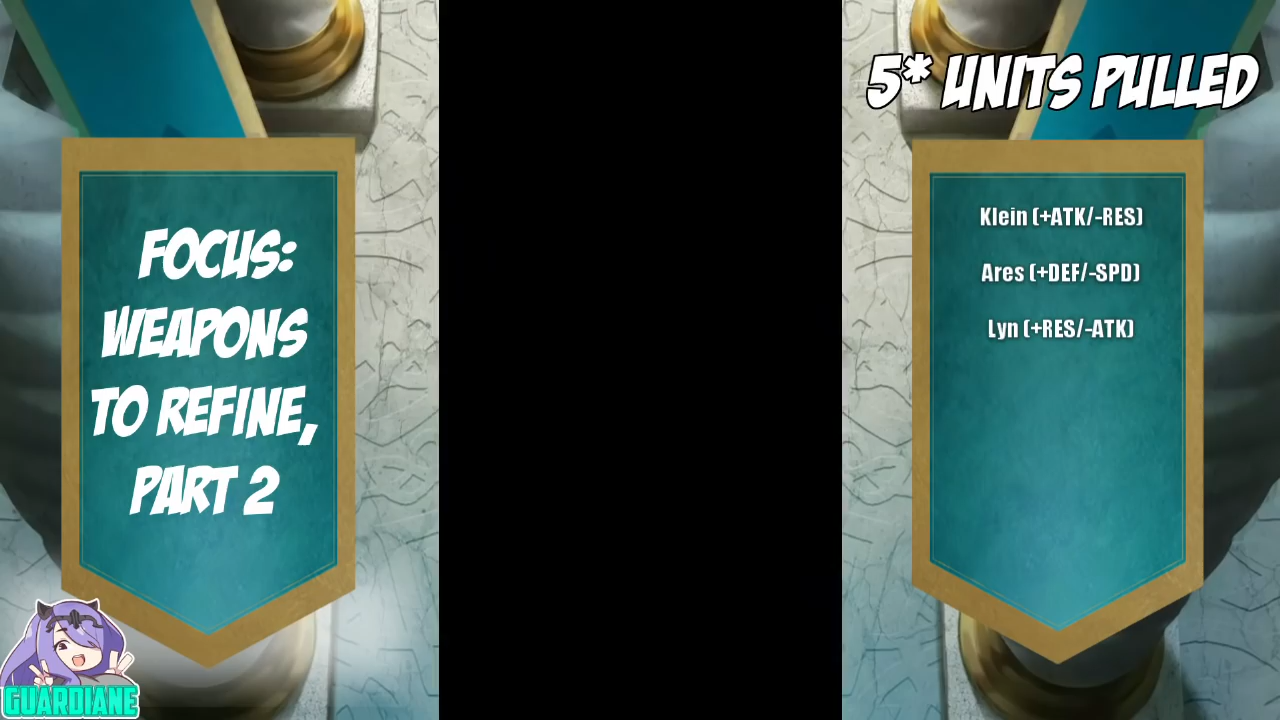 FOCUS:
WEAPONS
TO REFINE,
PART 2
GUARDIANE
5* UNITS PULLED
Klein (+ATK/-RES)
Ares (+DEF/-SPD)
Lyn (+RES/-ATK)